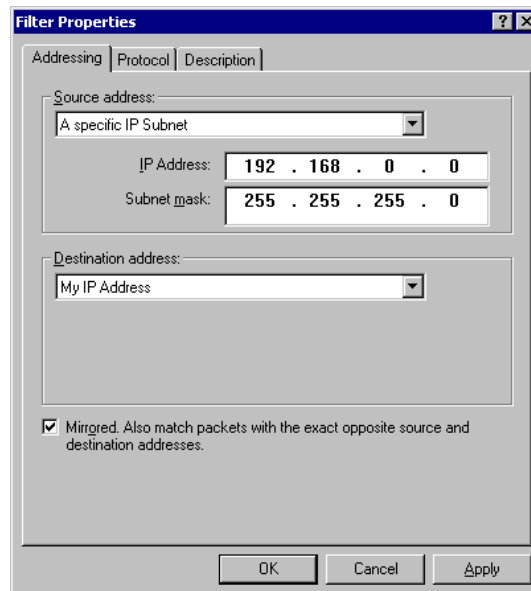 Filter Properties
Addressing Protocol Description
Source address:
A specific IP Subnet
IP Address: 192 . 168 . 0 . 0
Subnet mask: 255 . 255 . 255 . 0
Destination address:
My IP Address
Mirrored. Also match packets with the exact opposite source and
destination addresses.
OK Cancel Apply